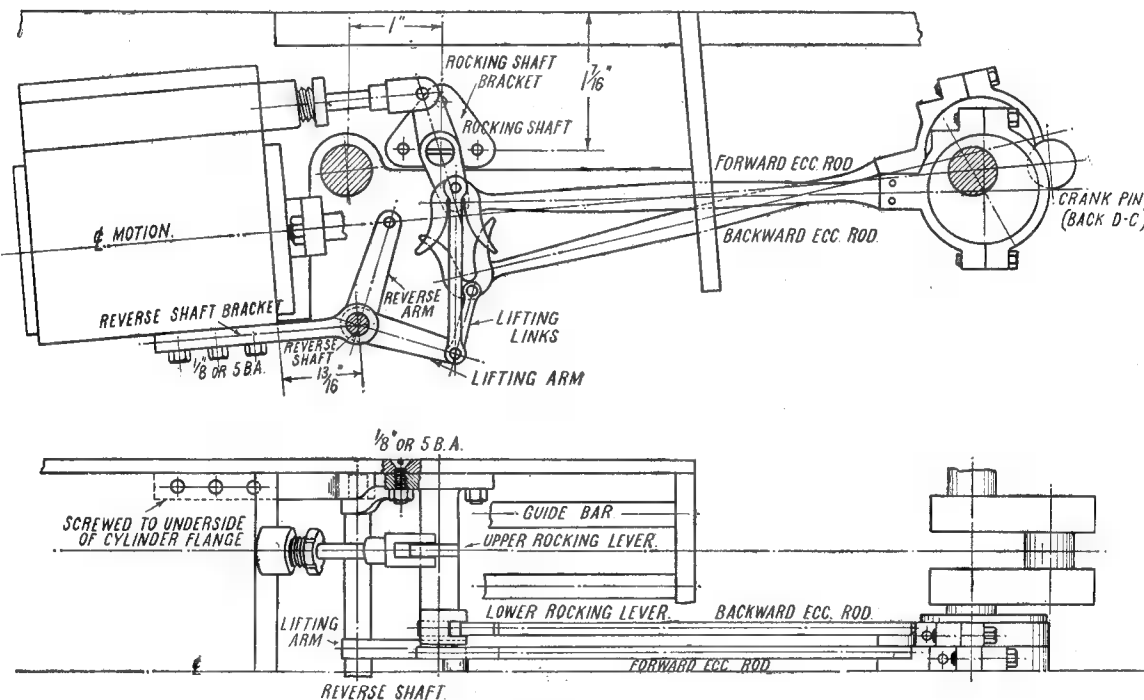 1"
ROCKING SHAFT
BRACKET
1 7/16"
ROCKING SHAFT
FORWARD ECC. ROD
CRANK PIN
(BACK D-C)
BACKWARD ECC. ROD.
℄ MOTION.
REVERSE
ARM
REVERSE SHAFT BRACKET
LIFTING
LINKS
REVERSE
SHAFT
1/8" OR 5 B.A.
13/16"
LIFTING ARM
1/8" OR 5 B.A.
SCREWED TO UNDERSIDE
OF CYLINDER FLANGE
GUIDE BAR
UPPER ROCKING LEVER.
LOWER ROCKING LEVER.
BACKWARD ECC. ROD.
LIFTING
ARM
℄
FORWARD ECC. ROD
REVERSE SHAFT.